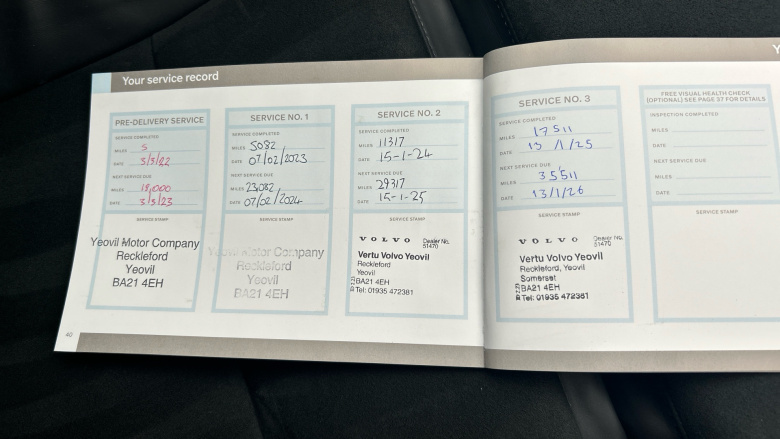 Your service record
PRE-DELIVERY SERVICE
SERVICE COMPLETED
MILES 5
DATE 3/5/22
NEXT SERVICE DUE
MILES 18,000
DATE 3/5/23
SERVICE STAMP
Yeovil Motor Company
Reckleford
Yeovil
BA21 4EH
SERVICE NO. 1
SERVICE COMPLETED
MILES 5082
DATE 07/02/2023
NEXT SERVICE DUE
MILES 23,082
DATE 07/02/2024
SERVICE STAMP
Yeovil Motor Company
Reckleford
Yeovil
BA21 4EH
SERVICE NO. 2
SERVICE COMPLETED
MILES 11317
DATE 15-1-24
NEXT SERVICE DUE
MILES 29317
DATE 15-1-25
SERVICE STAMP
VOLVO Dealer No.
51470
Vertu Volvo Yeovil
Reckleford
Yeovil
BA21 4EH
Tel: 01935 472381
40
Y
SERVICE NO. 3
SERVICE COMPLETED
MILES 17511
DATE 13/1/25
NEXT SERVICE DUE
MILES 35511
DATE 13/1/26
SERVICE STAMP
VOLVO Dealer No.
51470
Vertu Volvo Yeovil
Reckleford, Yeovil
Somerset
BA21 4EH
Tel: 01935 472381
FREE VISUAL HEALTH CHECK
(OPTIONAL) SEE PAGE 37 FOR DETAILS
INSPECTION COMPLETED
MILES
DATE
NEXT SERVICE DUE
MILES
DATE
SERVICE STAMP